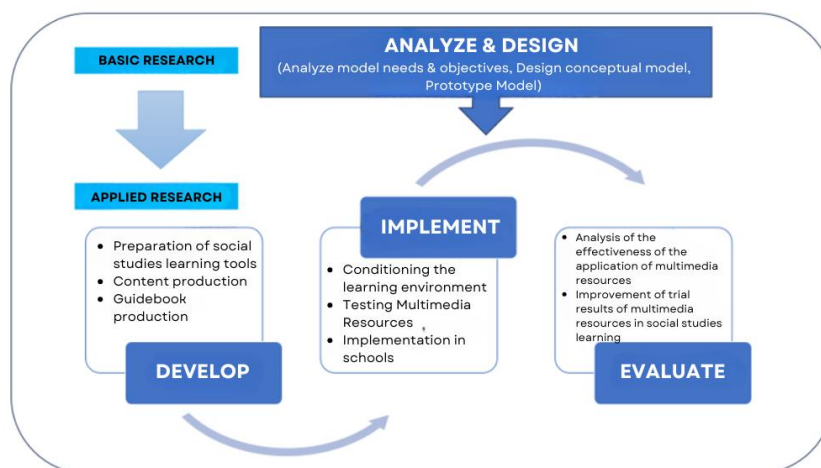 BASIC RESEARCH
ANALYZE & DESIGN
(Analyze model needs & objectives, Design conceptual model,
Prototype Model)
APPLIED RESEARCH
• Preparation of social
studies learning tools
• Content production
• Guidebook
production
DEVELOP
IMPLEMENT
• Conditioning the
learning environment
• Testing Multimedia
Resources ,
• Implementation in
schools
• Analysis of the
effectiveness of the
application of multimedia
resources
• Improvement of trial
results of multimedia
resources in social studies
learning
EVALUATE